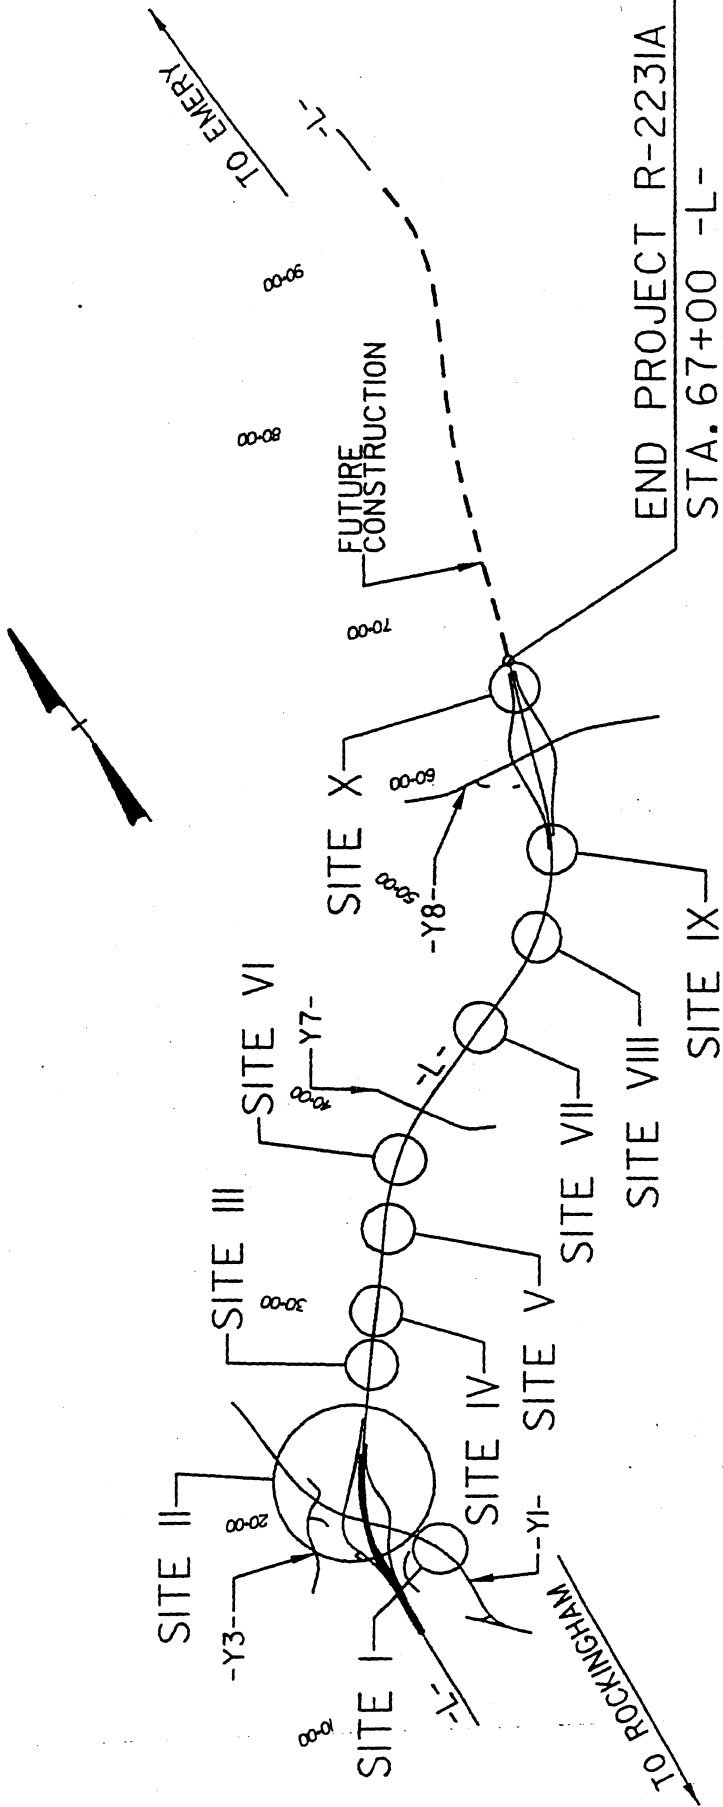 TO EMERY
-L-
90+00
80+00
FUTURE
CONSTRUCTION
70+00
END PROJECT R-2231A
STA. 67+00 -L-
SITE X
60+00
-Y8-
50+00
SITE IX
SITE VIII
SITE VII
-L-
SITE VI
-Y7-
40+00
SITE V
SITE IV
30+00
SITE III
SITE II
20+00
-Y3-
-Y1-
SITE I
-L-
10+00
TO ROCKINGHAM